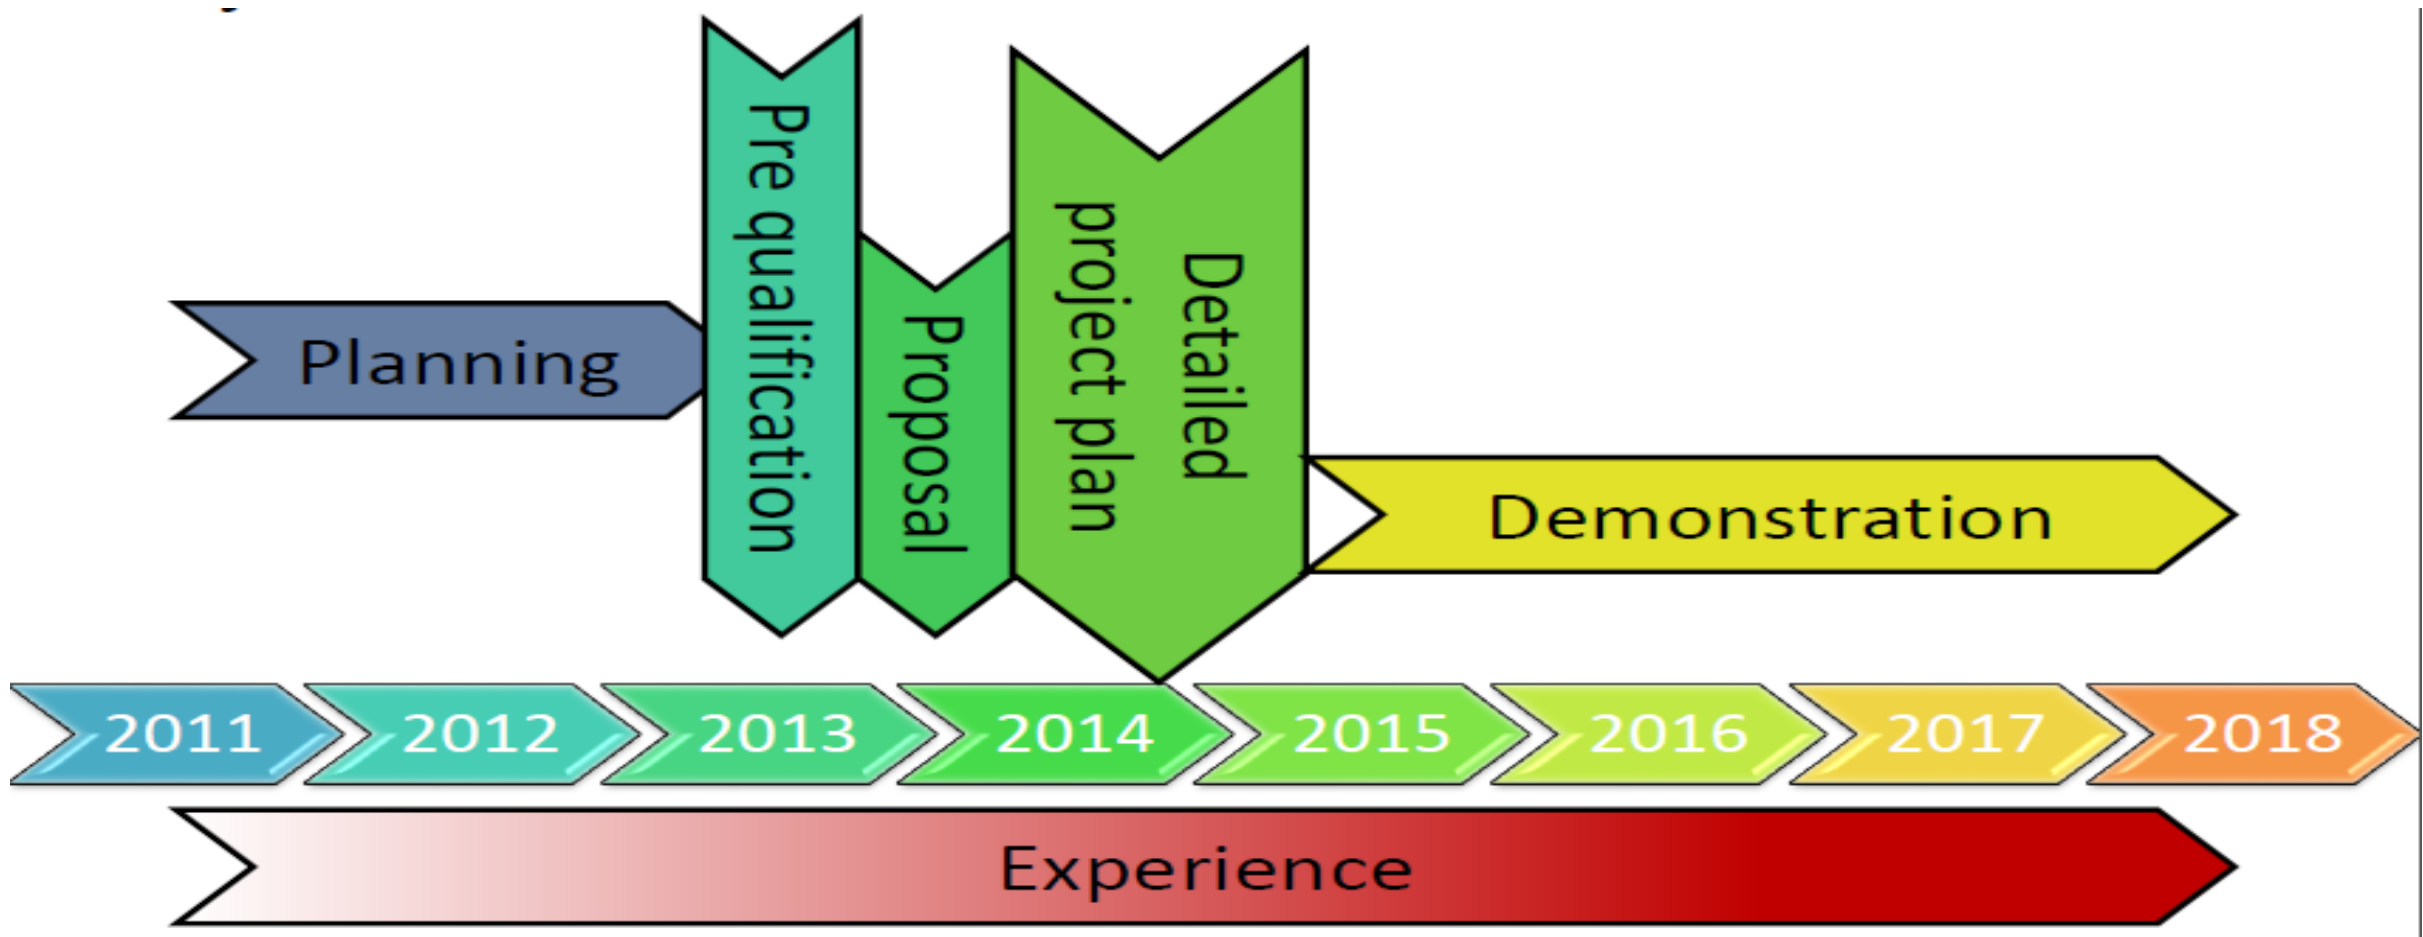 Pre qualification
Proposal
Detailed
project plan
Planning
Demonstration
2011 2012 2013 2014 2015 2016 2017 2018
Experience